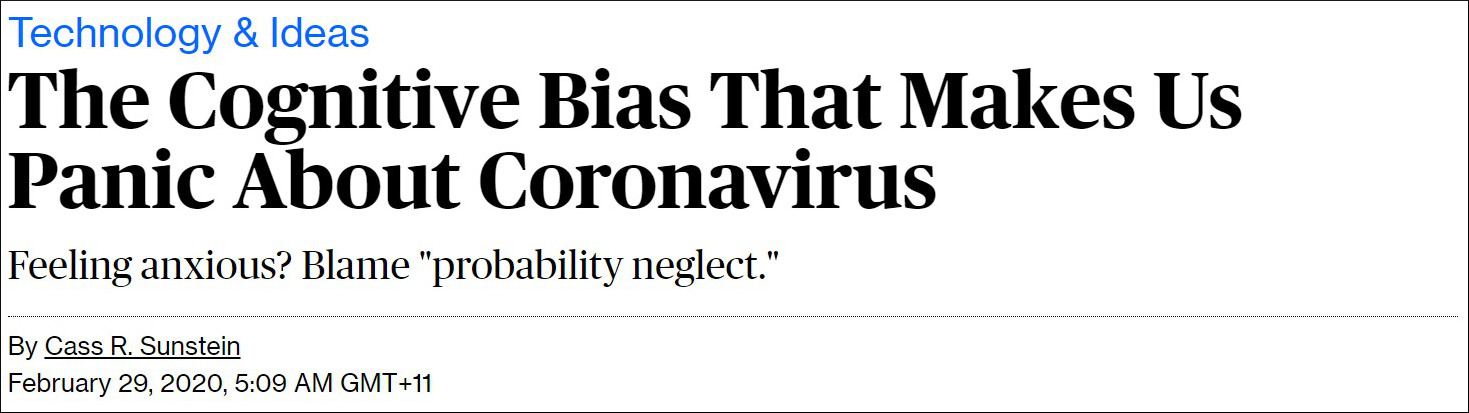 Technology & Ideas
The Cognitive Bias That Makes Us
Panic About Coronavirus
Feeling anxious? Blame "probability neglect."
By Cass R. Sunstein
February 29, 2020, 5:09 AM GMT+11